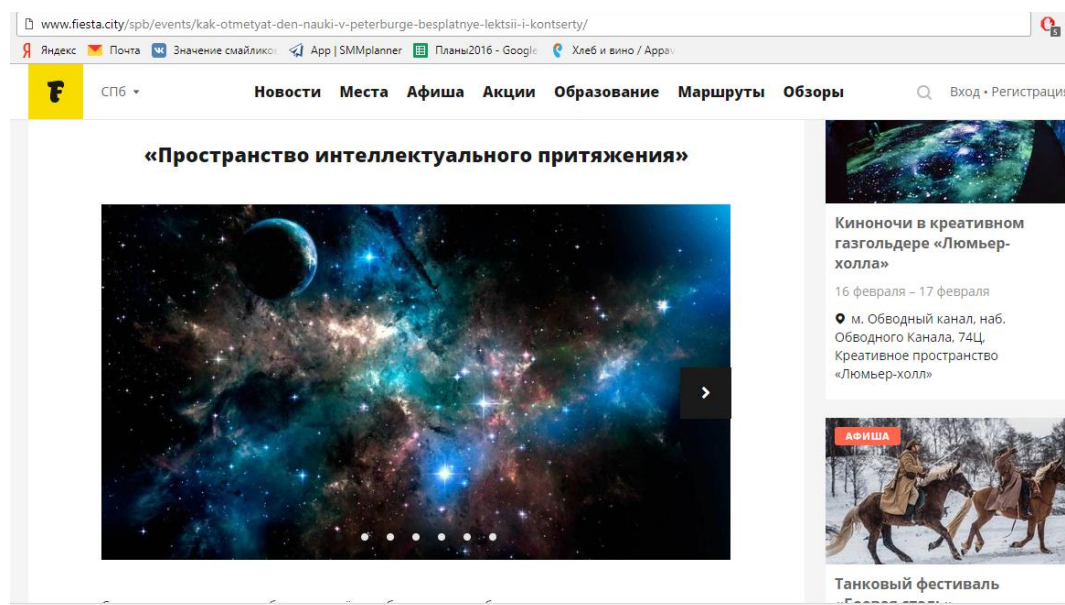 www.fiesta.city/spb/events/kak-otmetyat-den-nauki-v-peterburge-besplatnye-lektsii-i-kontserty/
5
Яндекс Почта Значение смайлико App | SMMplanner Планы2016 - Google Хлеб и вино / Appav
F СПб Новости Места Афиша Акции Образование Маршруты Обзоры Вход • Регистрация
«Пространство интеллектуального притяжения»
Киноночи в креативном
газгольдере «Люмьер-
холла»
16 февраля – 17 февраля
м. Обводный канал, наб.
Обводного Канала, 74Ц,
Креативное пространство
«Люмьер-холл»
АФИША
Танковый фестиваль